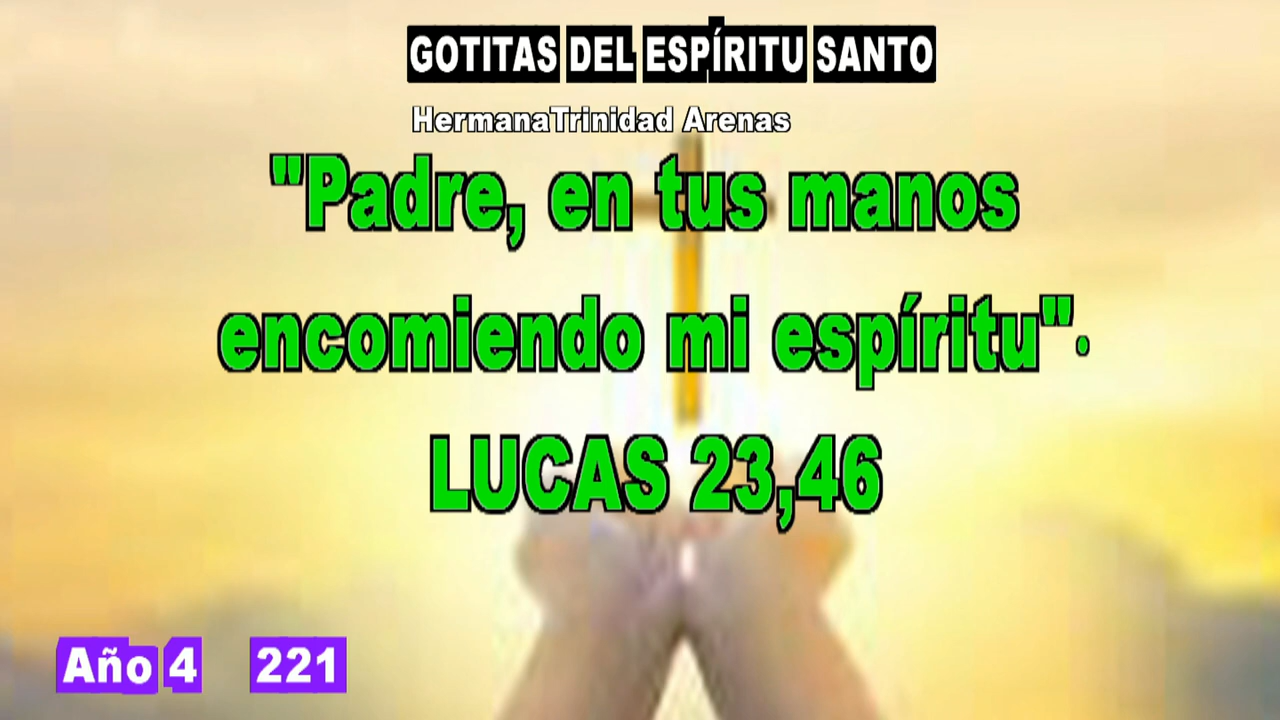 GOTITAS DEL ESPÍRITU SANTO
HermanaTrinidad Arenas
"Padre, en tus manos
encomiendo mi espíritu".
LUCAS 23,46
Año 4 221